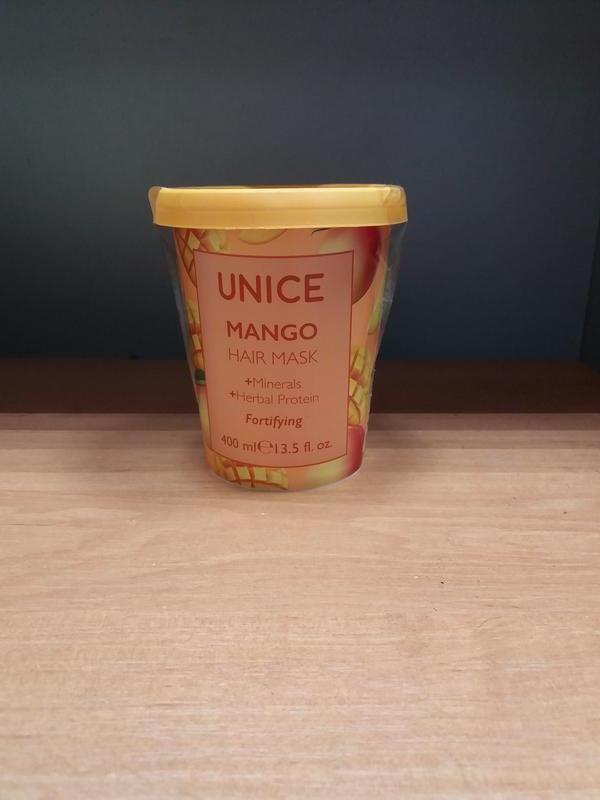 UNICE
MANGO
HAIR MASK
+Minerals
+Herbal Protein
Fortifying
400 ml℮13.5 fl. oz.